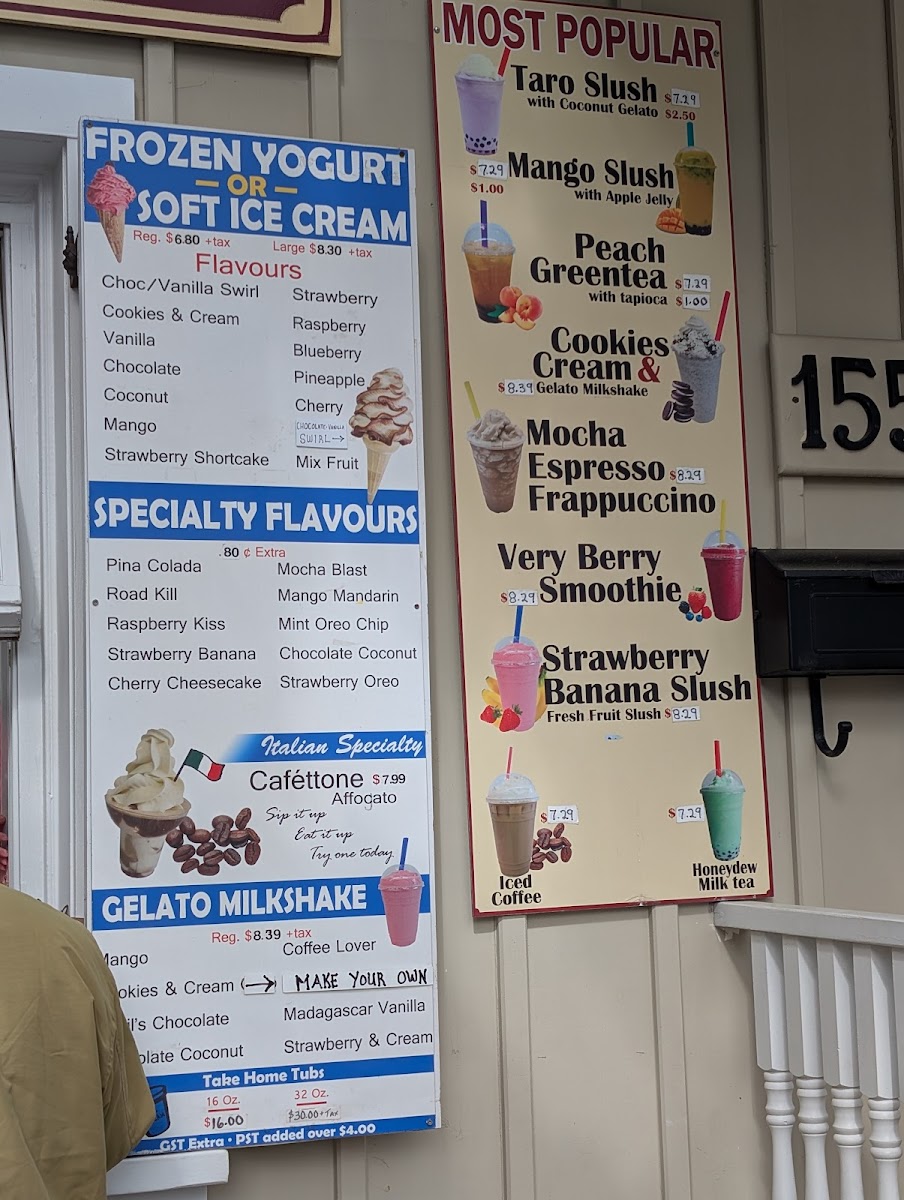 FROZEN YOGURT
— OR —
SOFT ICE CREAM
Reg. $6.80 +tax
Large $8.30 +tax
Flavours
Choc/Vanilla Swirl
Cookies & Cream
Vanilla
Chocolate
Coconut
Mango
Strawberry Shortcake
Strawberry
Raspberry
Blueberry
Pineapple
Cherry
CHOCOLATE-VANILLA
SWIRL→
Mix Fruit
SPECIALTY FLAVOURS
.80 ¢ Extra
Pina Colada
Road Kill
Raspberry Kiss
Strawberry Banana
Cherry Cheesecake
Mocha Blast
Mango Mandarin
Mint Oreo Chip
Chocolate Coconut
Strawberry Oreo
Italian Specialty
Caféttone $7.99
Affogato
Sip it up
Eat it up
Try one today
GELATO MILKSHAKE
Reg. $8.39 +tax
Mango
okies & Cream
il's Chocolate
olate Coconut
Coffee Lover
→ MAKE YOUR OWN
Madagascar Vanilla
Strawberry & Cream
Take Home Tubs
16 Oz.
$16.00
32 Oz.
$30.00+Tax
GST Extra • PST added over $4.00
MOST POPULAR
Taro Slush $7.29
with Coconut Gelato $2.50
$7.29 Mango Slush
$1.00 with Apple Jelly
Peach
Greentea $7.29
with tapioca $1.00
Cookies
Cream &
$8.39 Gelato Milkshake
Mocha
Espresso $8.29
Frappuccino
Very Berry
$8.29 Smoothie
Strawberry
Banana Slush
Fresh Fruit Slush $8.29
$7.29
Iced
Coffee
$7.29
Honeydew
Milk tea
155